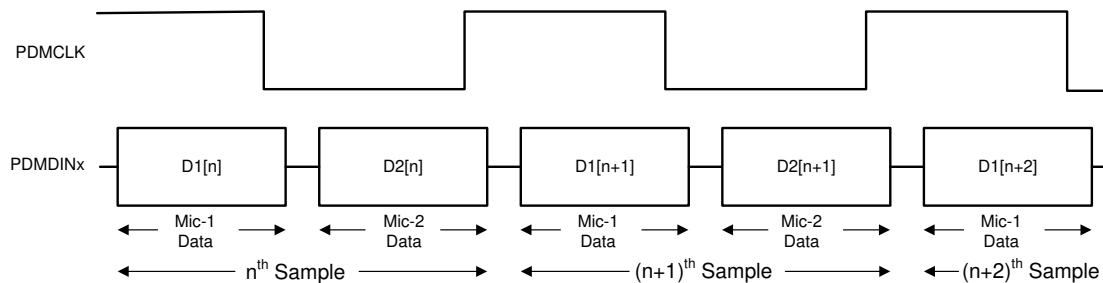 PDMCLK
PDMDINx
D1[n]
D2[n]
D1[n+1]
D2[n+1]
D1[n+2]
Mic-1
Data
Mic-2
Data
Mic-1
Data
Mic-2
Data
Mic-1
Data
nth Sample
(n+1)th Sample
(n+2)th Sample